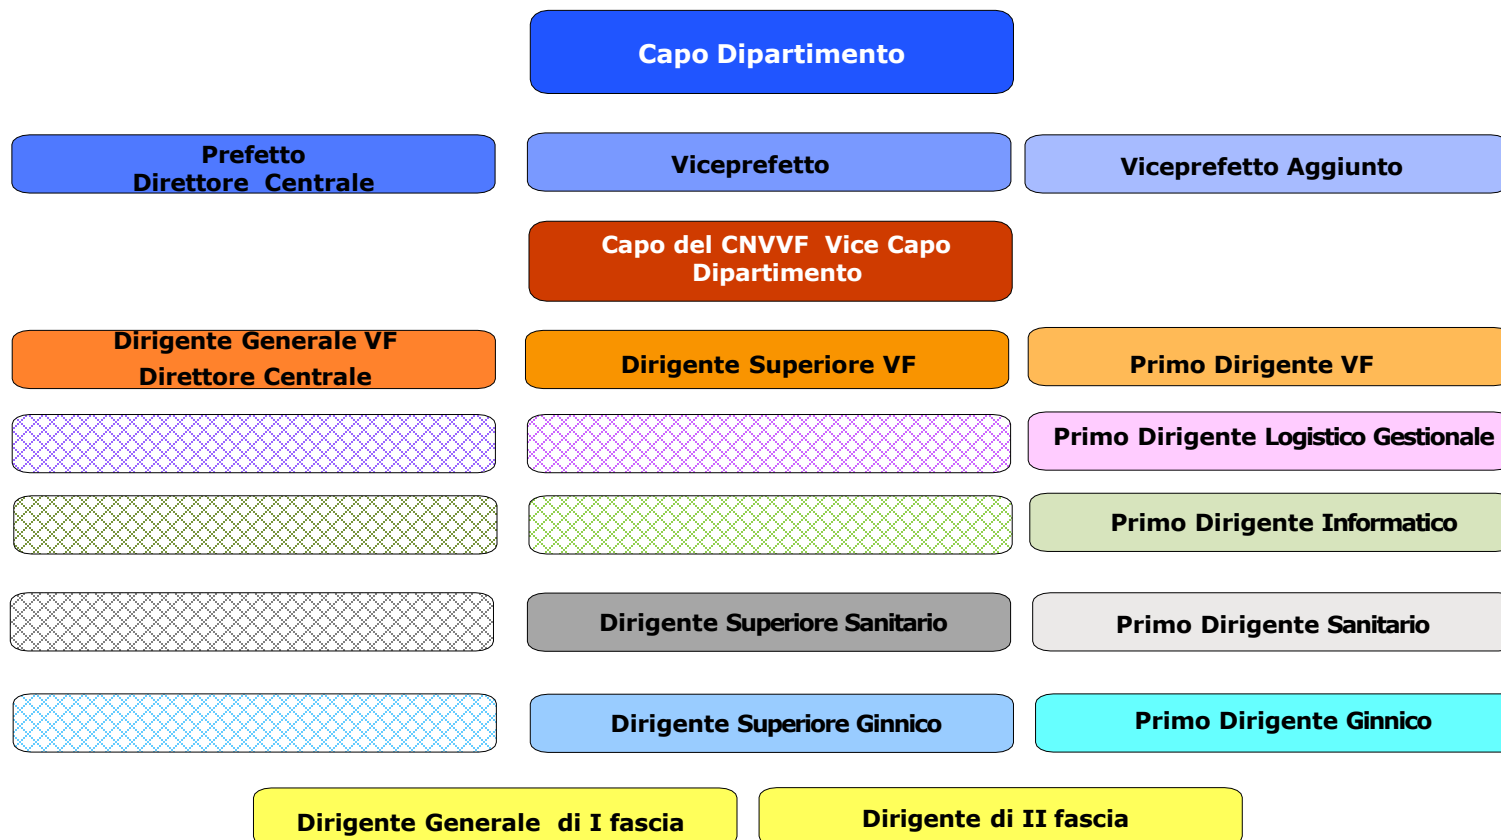 Capo Dipartimento
Prefetto
Direttore Centrale
Viceprefetto
Viceprefetto Aggiunto
Capo del CNVVF Vice Capo
Dipartimento
Dirigente Generale VF
Direttore Centrale
Dirigente Superiore VF
Primo Dirigente VF
Primo Dirigente Logistico Gestionale
Primo Dirigente Informatico
Dirigente Superiore Sanitario
Primo Dirigente Sanitario
Dirigente Superiore Ginnico
Primo Dirigente Ginnico
Dirigente Generale di I fascia
Dirigente di II fascia